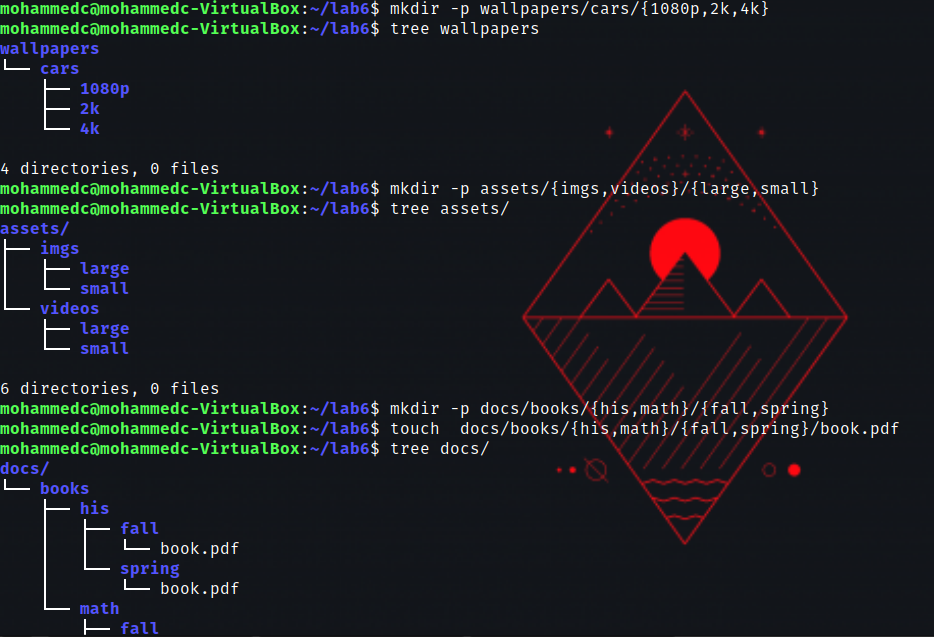 mohammedc@mohammedc-VirtualBox:~/lab6$ mkdir -p wallpapers/cars/{1080p,2k,4k}
mohammedc@mohammedc-VirtualBox:~/lab6$ tree wallpapers
wallpapers
└── cars
    ├── 1080p
    ├── 2k
    └── 4k

4 directories, 0 files
mohammedc@mohammedc-VirtualBox:~/lab6$ mkdir -p assets/{imgs,videos}/{large,small}
mohammedc@mohammedc-VirtualBox:~/lab6$ tree assets/
assets/
├── imgs
│   ├── large
│   └── small
└── videos
    ├── large
    └── small

6 directories, 0 files
mohammedc@mohammedc-VirtualBox:~/lab6$ mkdir -p docs/books/{his,math}/{fall,spring}
mohammedc@mohammedc-VirtualBox:~/lab6$ touch  docs/books/{his,math}/{fall,spring}/book.pdf
mohammedc@mohammedc-VirtualBox:~/lab6$ tree docs/
docs/
└── books
    ├── his
    │   ├── fall
    │   │   └── book.pdf
    │   └── spring
    │       └── book.pdf
    └── math
        ├── fall